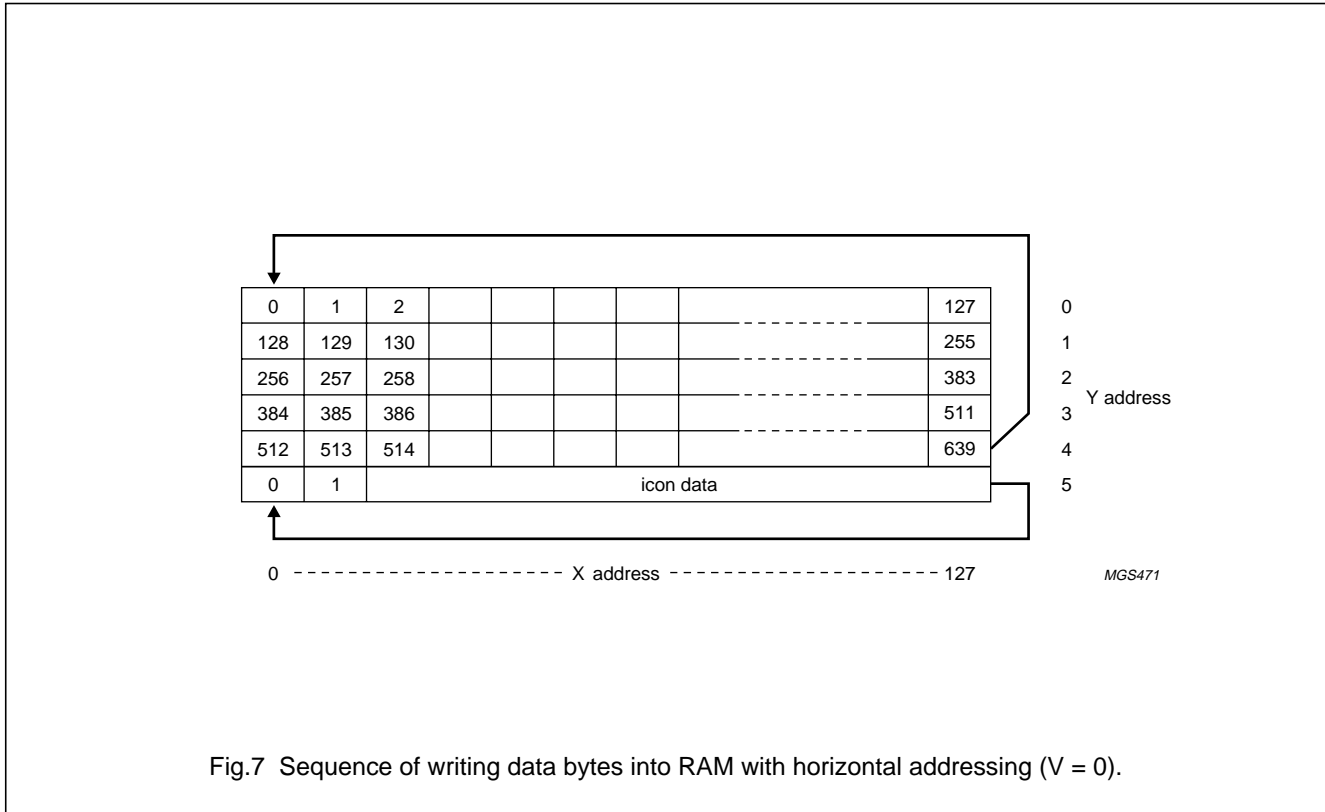 0 1 2 127 0
128 129 130 255 1
256 257 258 383 2
Y address
384 385 386 511 3
512 513 514 639 4
0 1 icon data 5
0 X address 127 MGS471
Fig.7 Sequence of writing data bytes into RAM with horizontal addressing (V = 0).